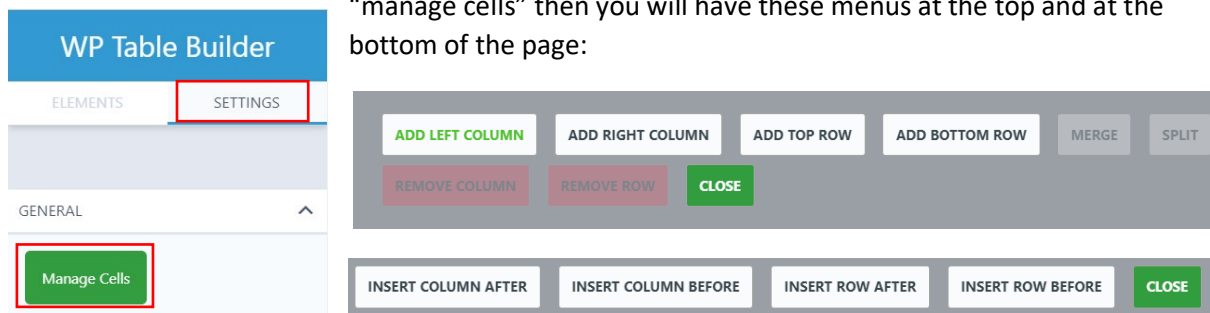 “manage cells” then you will have these menus at the top and at the
bottom of the page:
WP Table Builder
ELEMENTS SETTINGS
GENERAL
Manage Cells
ADD LEFT COLUMN ADD RIGHT COLUMN ADD TOP ROW ADD BOTTOM ROW MERGE SPLIT
REMOVE COLUMN REMOVE ROW CLOSE
INSERT COLUMN AFTER INSERT COLUMN BEFORE INSERT ROW AFTER INSERT ROW BEFORE CLOSE